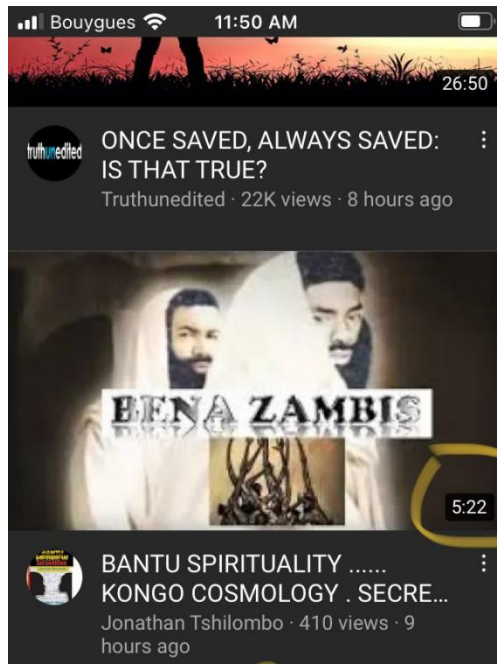 Bouygues 11:50 AM
26:50
truthunedited
ONCE SAVED, ALWAYS SAVED:
IS THAT TRUE?
Truthunedited · 22K views · 8 hours ago
BENA ZAMBIS
5:22
BANTU SPIRITUALITY ......
KONGO COSMOLOGY . SECRE...
Jonathan Tshilombo · 410 views · 9
hours ago